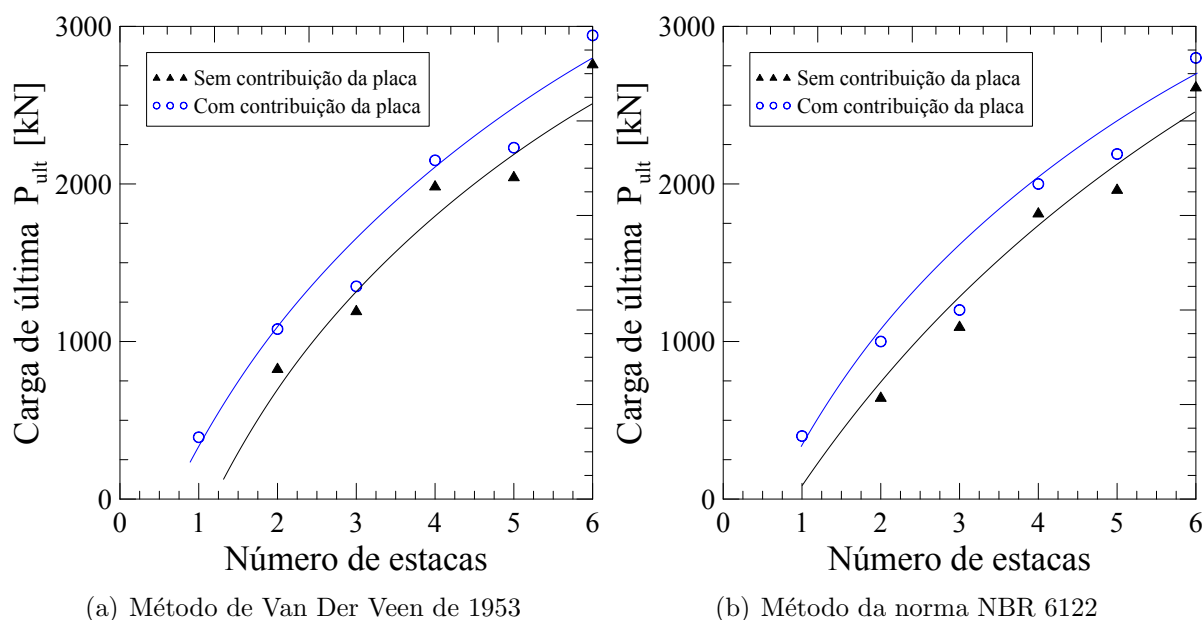 3000
2000
1000
0
Carga de última P_ult [kN]
Sem contribuição da placa
Com contribuição da placa
0 1 2 3 4 5 6
Número de estacas
(a) Método de Van Der Veen de 1953
3000
2000
1000
0
Carga de última P_ult [kN]
Sem contribuição da placa
Com contribuição da placa
0 1 2 3 4 5 6
Número de estacas
(b) Método da norma NBR 6122